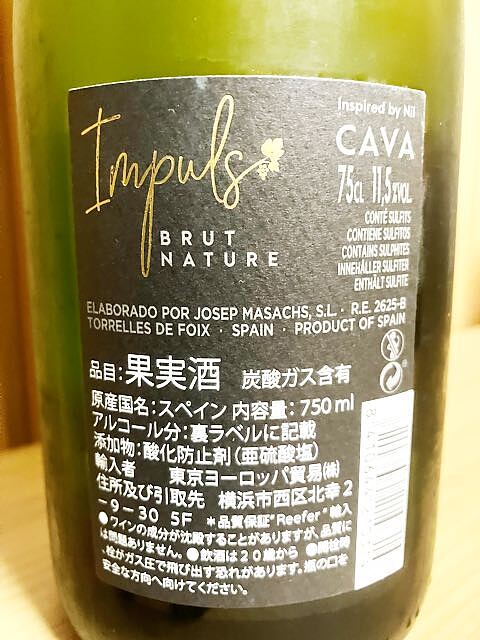 Inspired by Nil
Impuls
CAVA
75CL 11,5%VOL.
BRUT
NATURE
CONTÉ SULFITS
CONTIENE SULFITOS
CONTAINS SULPHITES
INNEHÅLLER SULFITER
ENTHÄLT SULFITE
ELABORADO POR JOSEP MASACHS, S.L. · R.E. 2625-B
TORRELLES DE FOIX · SPAIN · PRODUCT OF SPAIN
品目：果実酒 炭酸ガス含有
原産国名：スペイン 内容量：750ml
アルコール分：裏ラベルに記載
添加物：酸化防止剤（亜硫酸塩）
輸入者 東京ヨーロッパ貿易㈱
住所及び引取先 横浜市西区北幸2
-9-30 5F ＊品質保証"Reefer"輸入
●ワインの成分が沈殿することがありますが、品質に
は問題ありません。●飲酒は20歳から ●開栓時
、栓がガス圧で飛び出す恐れがあります。瓶の口を
安全な方向へ向けてください。